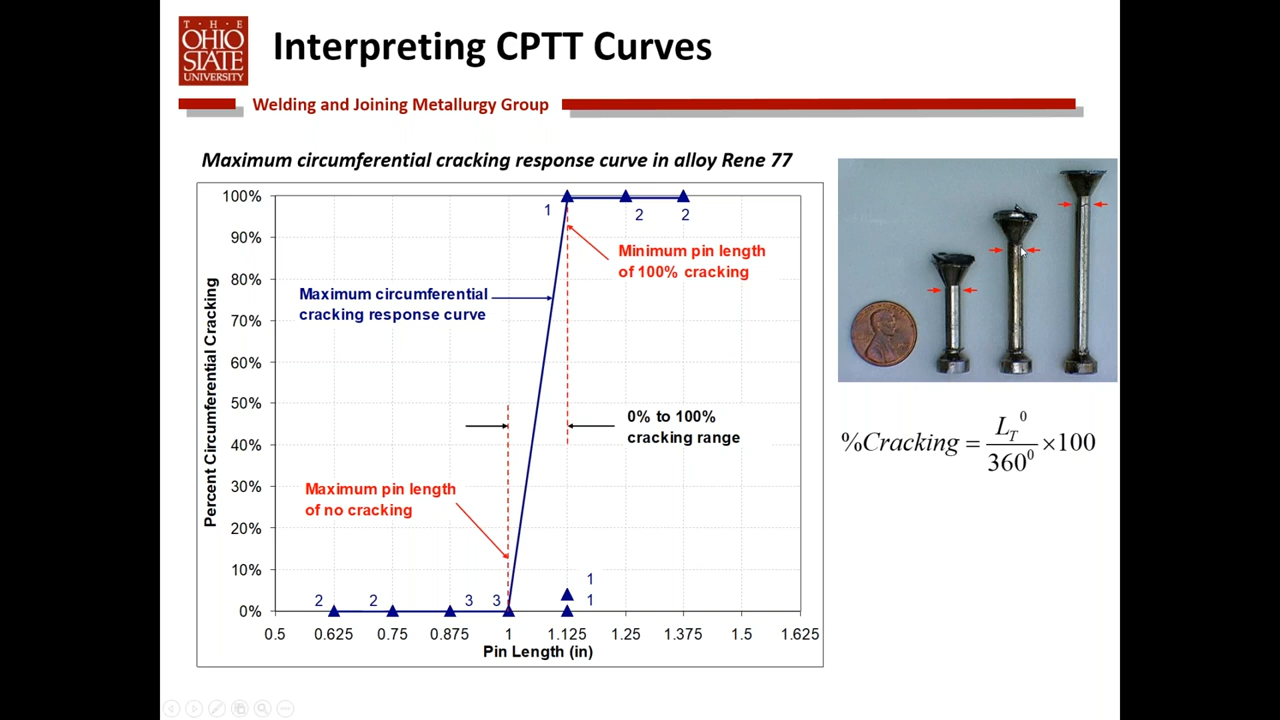 T·H·E
OHIO
STATE
UNIVERSITY
Interpreting CPTT Curves
Welding and Joining Metallurgy Group
Maximum circumferential cracking response curve in alloy Rene 77
100%
90%
80%
70%
60%
50%
40%
30%
20%
10%
0%
Percent Circumferential Cracking
1
2
2
Minimum pin length
of 100% cracking
Maximum circumferential
cracking response curve
0% to 100%
cracking range
Maximum pin length
of no cracking
2
2
3
3
1
1
0.5
0.625
0.75
0.875
1
1.125
1.25
1.375
1.5
1.625
Pin Length (in)
%Cracking = L_T^0 / 360^0 × 100